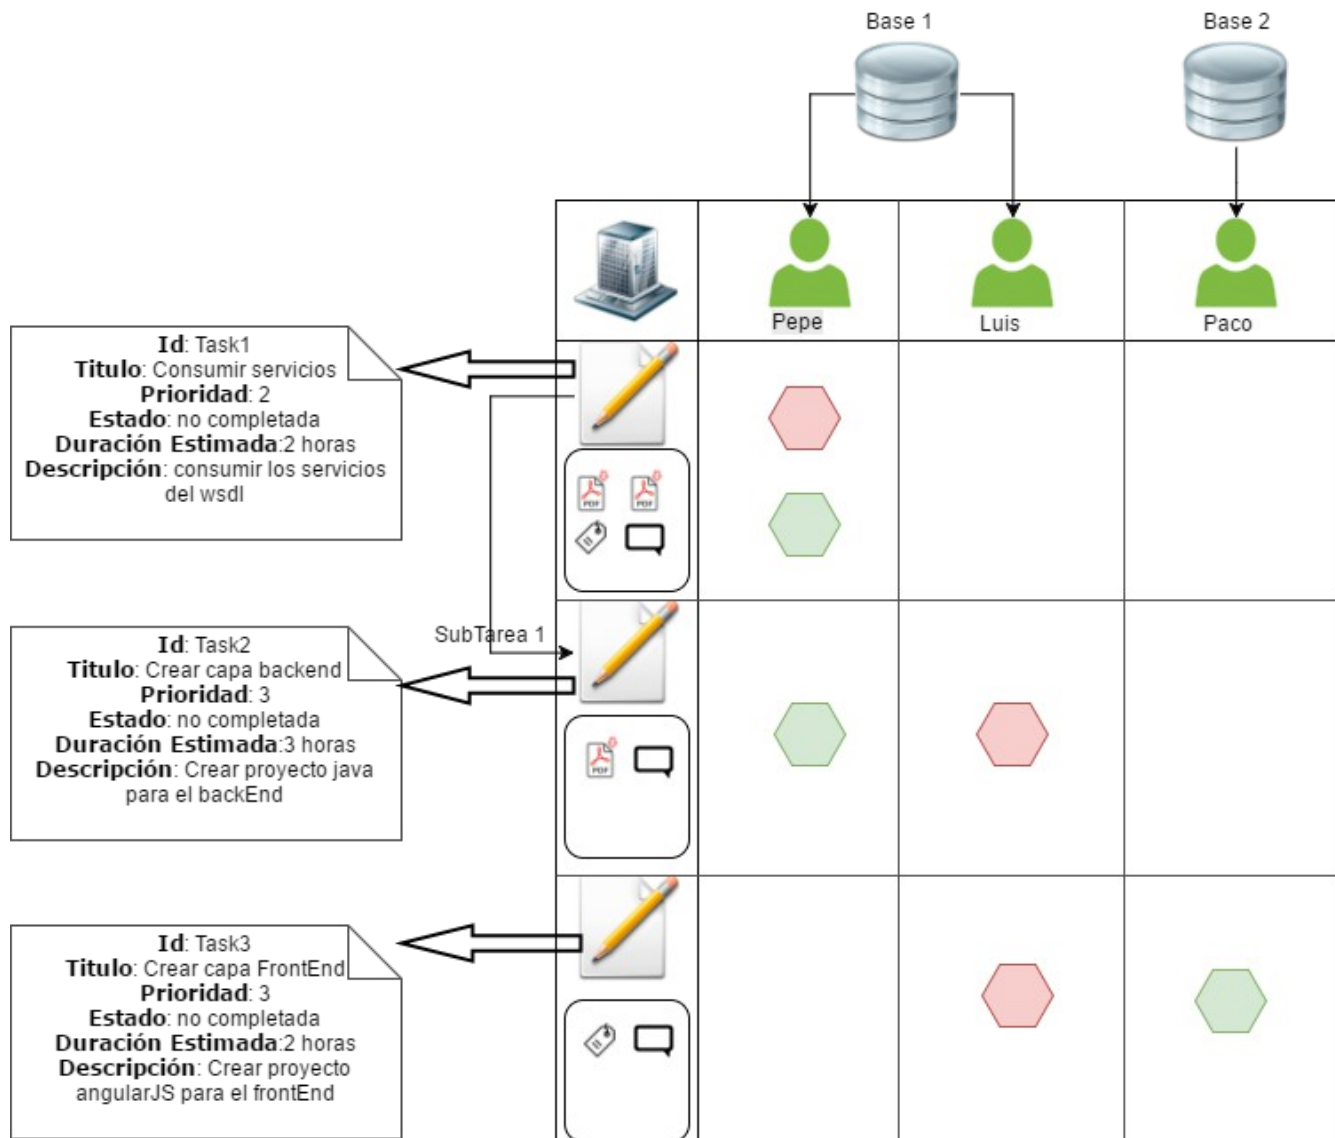 Base 1
Base 2
Pepe
Luis
Paco
Id: Task1
Titulo: Consumir servicios
Prioridad: 2
Estado: no completada
Duración Estimada:2 horas
Descripción: consumir los servicios
del wsdl
PDF
PDF
SubTarea 1
Id: Task2
Titulo: Crear capa backend
Prioridad: 3
Estado: no completada
Duración Estimada:3 horas
Descripción: Crear proyecto java
para el backEnd
PDF
Id: Task3
Titulo: Crear capa FrontEnd
Prioridad: 3
Estado: no completada
Duración Estimada:2 horas
Descripción: Crear proyecto
angularJS para el frontEnd